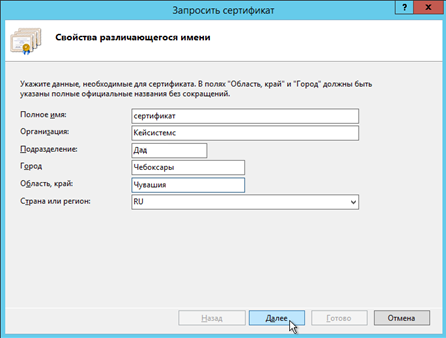 Запросить сертификат
? x
Свойства различающегося имени
Укажите данные, необходимые для сертификата. В полях "Область, край" и "Город" должны быть
указаны полные официальные названия без сокращений.
Полное имя: сертификат
Организация: Кейсистемс
Подразделение: Дад
Город Чебоксары
Область, край: Чувашия
Страна или регион: RU
Назад Далее Готово Отмена